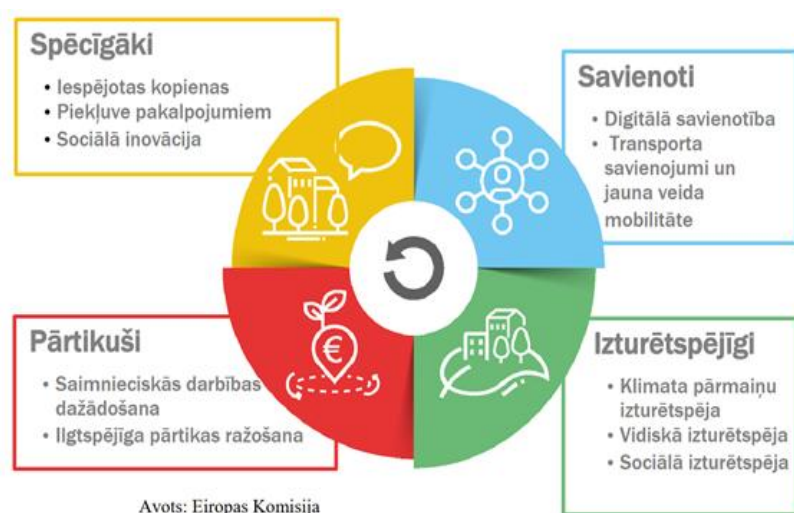 Spēcīgāki
• Iespējotas kopienas
• Piekļuve pakalpojumiem
• Sociālā inovācija
Savienoti
• Digitālā savienotība
• Transporta
savienojumi un
jauna veida
mobilitāte
Pārtikuši
• Saimnieciskās darbības
dažādošana
• Ilgtspējīga pārtikas ražošana
€
Izturētspējīgi
• Klimata pārmaiņu
izturētspēja
• Vidiskā izturētspēja
• Sociālā izturētspēja
Avots: Eiropas Komisija